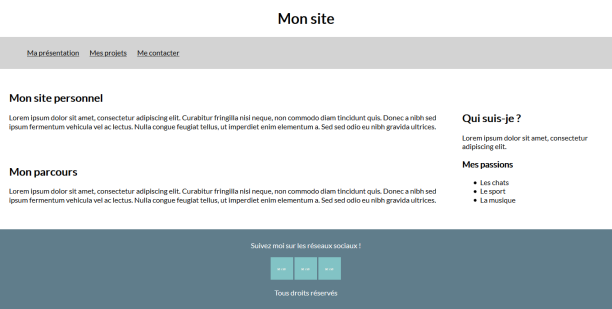 Mon site
Ma présentation Mes projets Me contacter
Mon site personnel
Lorem ipsum dolor sit amet, consectetur adipiscing elit. Curabitur fringilla nisi neque, non commodo diam tincidunt quis. Donec a nibh sed
ipsum fermentum vehicula vel ac lectus. Nulla congue feugiat tellus, ut imperdiet enim elementum a. Sed sed odio eu nibh gravida ultrices.
Mon parcours
Lorem ipsum dolor sit amet, consectetur adipiscing elit. Curabitur fringilla nisi neque, non commodo diam tincidunt quis. Donec a nibh sed
ipsum fermentum vehicula vel ac lectus. Nulla congue feugiat tellus, ut imperdiet enim elementum a. Sed sed odio eu nibh gravida ultrices.
Qui suis-je ?
Lorem ipsum dolor sit amet, consectetur
adipiscing elit.
Mes passions
Les chats
Le sport
La musique
Suivez moi sur les réseaux sociaux !
Tous droits réservés